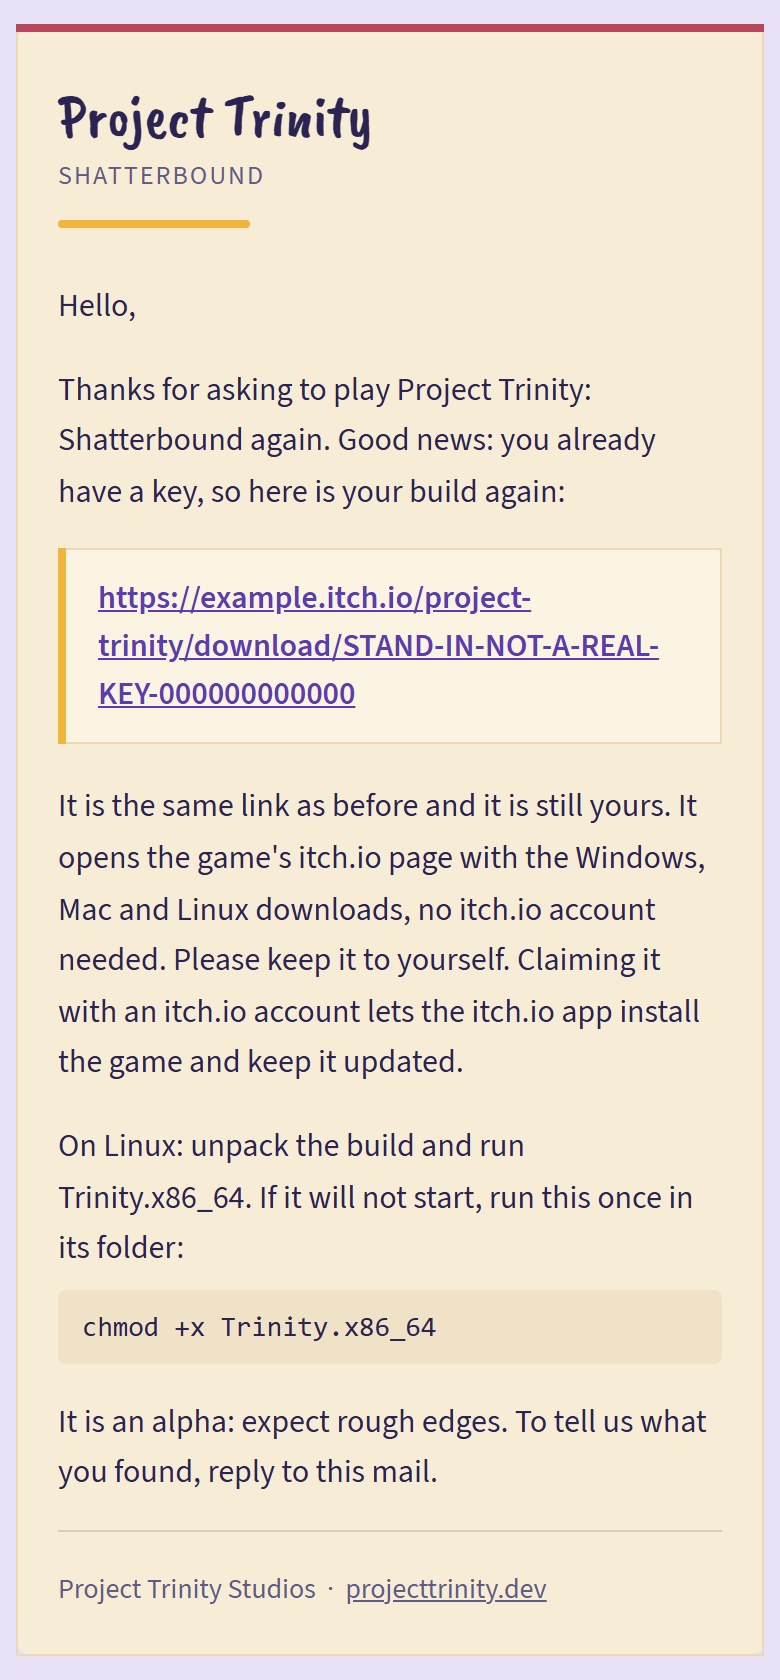 Project Trinity
SHATTERBOUND
Hello,
Thanks for asking to play Project Trinity:
Shatterbound again. Good news: you already
have a key, so here is your build again:
https://example.itch.io/project-
trinity/download/STAND-IN-NOT-A-REAL-
KEY-000000000000
It is the same link as before and it is still yours. It
opens the game's itch.io page with the Windows,
Mac and Linux downloads, no itch.io account
needed. Please keep it to yourself. Claiming it
with an itch.io account lets the itch.io app install
the game and keep it updated.
On Linux: unpack the build and run
Trinity.x86_64. If it will not start, run this once in
its folder:
chmod +x Trinity.x86_64
It is an alpha: expect rough edges. To tell us what
you found, reply to this mail.
Project Trinity Studios · projecttrinity.dev